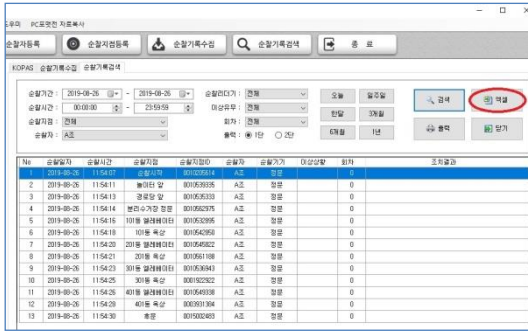 도우미 PC포맷전 자료복사
순찰자등록 순찰지점등록 순찰기록수집 순찰기록검색 종 료
KOPAS 순찰기록수집 순찰기록검색
순찰기간 : 2019-08-26 - 2019-08-26 순찰리더기 : 전체 오늘 일주일 검색 엑셀
순찰시간 : 00:00:00 - 23:59:59 이상유무 : 전체 한달 3개월
순찰지점 : 전체 회차 : 전체
순찰자 : A조 출력 : 1단 2단 6개월 1년 출력 닫기
No 순찰일자 순찰시간 순찰지점 순찰지점ID 순찰자 순찰기기 이상상황 회차 조치결과
1 2019-08-26 11:54:07 순찰시작 0010205614 A조 정문 0
2 2019-08-26 11:54:11 놀이터 앞 0010539335 A조 정문 0
3 2019-08-26 11:54:13 경로당 앞 0010535333 A조 정문 0
4 2019-08-26 11:54:14 분리수거장 정문 0010562975 A조 정문 0
5 2019-08-26 11:54:16 101동 엘레베이터 0010532895 A조 정문 0
6 2019-08-26 11:54:18 101동 옥상 0010542950 A조 정문 0
7 2019-08-26 11:54:20 201동 엘레베이터 0010545822 A조 정문 0
8 2019-08-26 11:54:21 201동 옥상 0010561188 A조 정문 0
9 2019-08-26 11:54:23 301동 엘레베이터 0010536943 A조 정문 0
10 2019-08-26 11:54:25 301동 옥상 0001922922 A조 정문 0
11 2019-08-26 11:54:26 401동 엘레베이터 0010549338 A조 정문 0
12 2019-08-26 11:54:28 401동 옥상 0003931384 A조 정문 0
13 2019-08-26 11:54:30 후문 0015002483 A조 정문 0